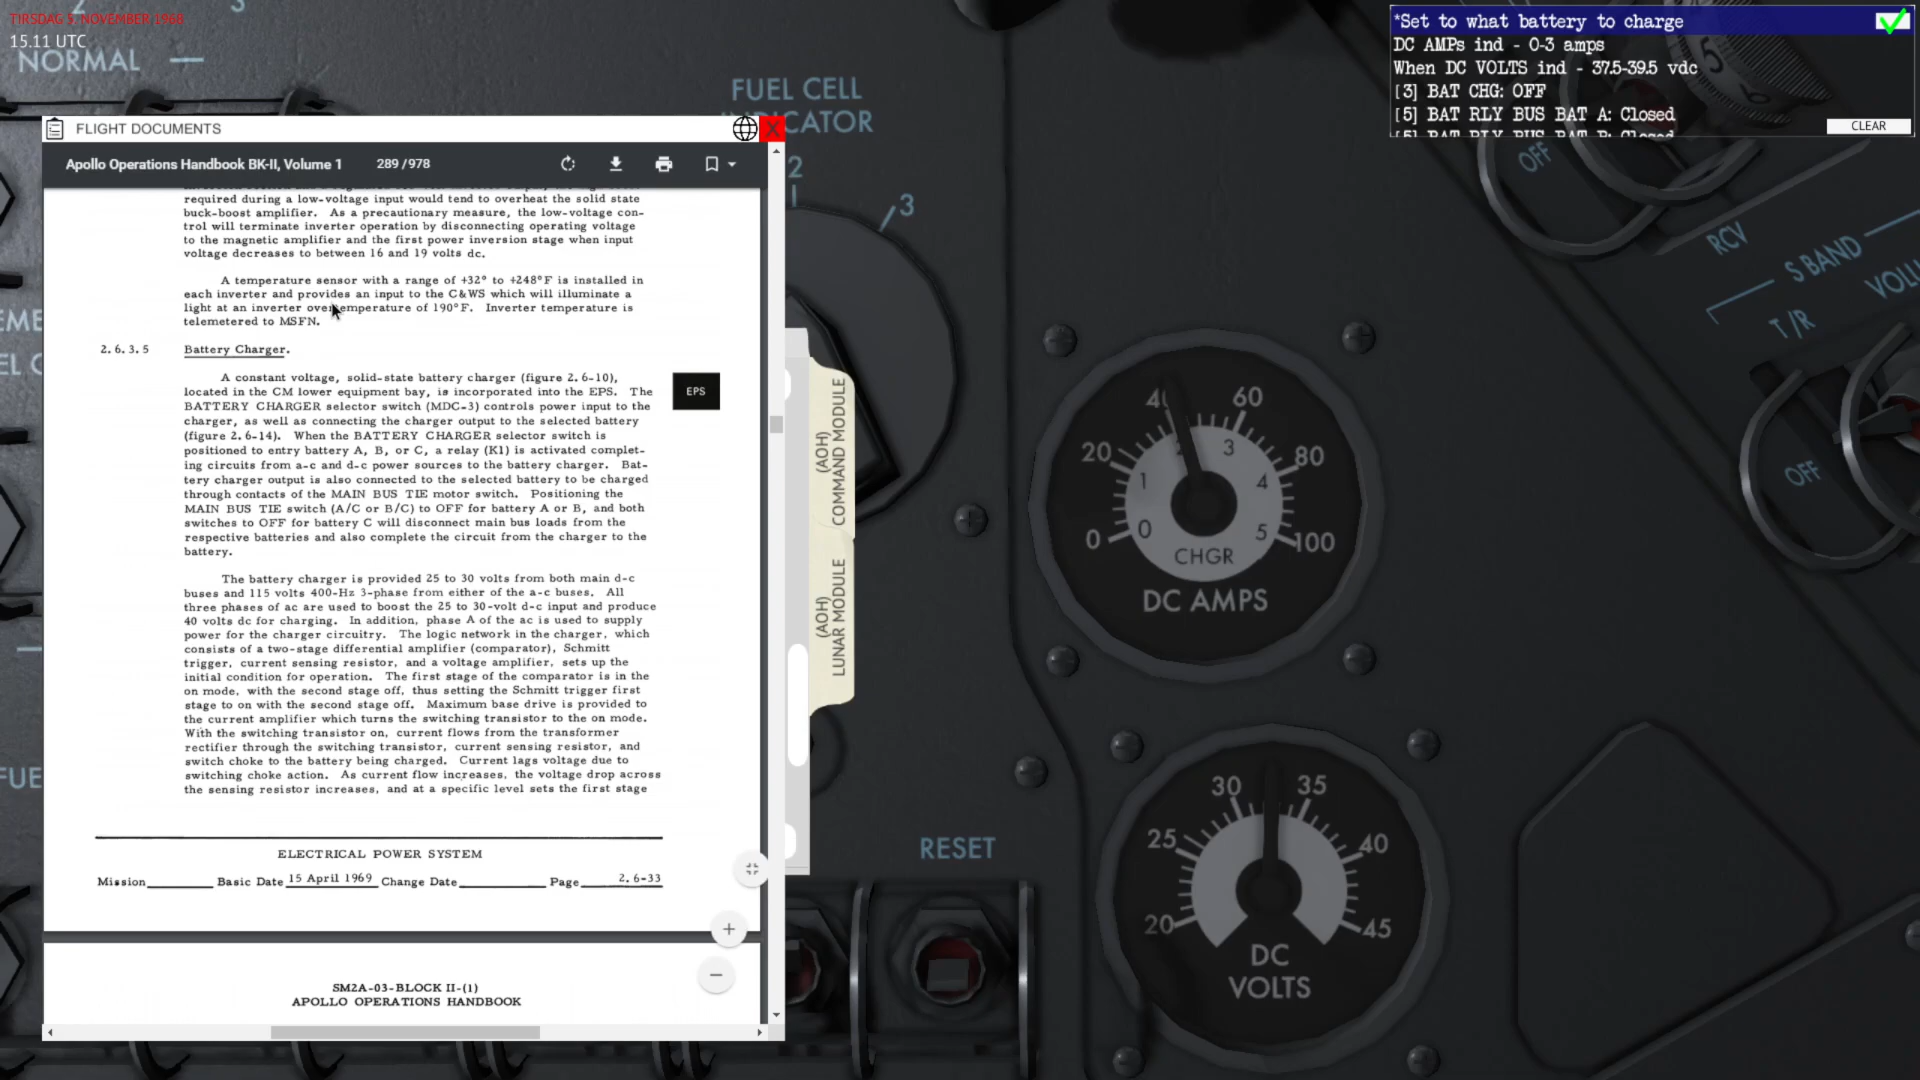 TIRSDAG 5. NOVEMBER 1968
15.11 UTC
2
3
NORMAL
FUEL CELL
INDICATOR
2
3
*Set to what battery to charge
DC AMPs ind - 0-3 amps
When DC VOLTS ind - 37.5-39.5 vdc
[3] BAT CHG: OFF
[5] BAT RLY BUS BAT A: Closed
[5] BAT RLY BUS BAT B: Closed
CLEAR
FLIGHT DOCUMENTS
X
Apollo Operations Handbook BK-II, Volume 1
289 / 978
required during a low-voltage input would tend to overheat the solid state
buck-boost amplifier. As a precautionary measure, the low-voltage con-
trol will terminate inverter operation by disconnecting operating voltage
to the magnetic amplifier and the first power inversion stage when input
voltage decreases to between 16 and 19 volts dc.
A temperature sensor with a range of +32° to +248°F is installed in
each inverter and provides an input to the C&WS which will illuminate a
light at an inverter overtemperature of 190°F. Inverter temperature is
telemetered to MSFN.
2.6.3.5 Battery Charger.
A constant voltage, solid-state battery charger (figure 2.6-10),
located in the CM lower equipment bay, is incorporated into the EPS. The
BATTERY CHARGER selector switch (MDC-3) controls power input to the
charger, as well as connecting the charger output to the selected battery
(figure 2.6-14). When the BATTERY CHARGER selector switch is
positioned to entry battery A, B, or C, a relay (K1) is activated complet-
ing circuits from a-c and d-c power sources to the battery charger. Bat-
tery charger output is also connected to the selected battery to be charged
through contacts of the MAIN BUS TIE motor switch. Positioning the
MAIN BUS TIE switch (A/C or B/C) to OFF for battery A or B, and both
switches to OFF for battery C will disconnect main bus loads from the
respective batteries and also complete the circuit from the charger to the
battery.
EPS
The battery charger is provided 25 to 30 volts from both main d-c
buses and 115 volts 400-Hz 3-phase from either of the a-c buses. All
three phases of ac are used to boost the 25 to 30-volt d-c input and produce
40 volts dc for charging. In addition, phase A of the ac is used to supply
power for the charger circuitry. The logic network in the charger, which
consists of a two-stage differential amplifier (comparator), Schmitt
trigger, current sensing resistor, and a voltage amplifier, sets up the
initial condition for operation. The first stage of the comparator is in the
on mode, with the second stage off, thus setting the Schmitt trigger first
stage to on with the second stage off. Maximum base drive is provided to
the current amplifier which turns the switching transistor to the on mode.
With the switching transistor on, current flows from the transformer
rectifier through the switching transistor, current sensing resistor, and
switch choke to the battery being charged. Current lags voltage due to
switching choke action. As current flow increases, the voltage drop across
the sensing resistor increases, and at a specific level sets the first stage
ELECTRICAL POWER SYSTEM
Mission Basic Date 15 April 1969 Change Date Page 2.6-33
SM2A-03-BLOCK II-(1)
APOLLO OPERATIONS HANDBOOK
(AOH)
COMMAND MODULE
(AOH)
LUNAR MODULE
0 20 40 60 80 100
0 1 2 3 4 5
CHGR
DC AMPS
20 25 30 35 40 45
DC
VOLTS
RESET
5
OFF
RCV
S BAND
T/R
OFF